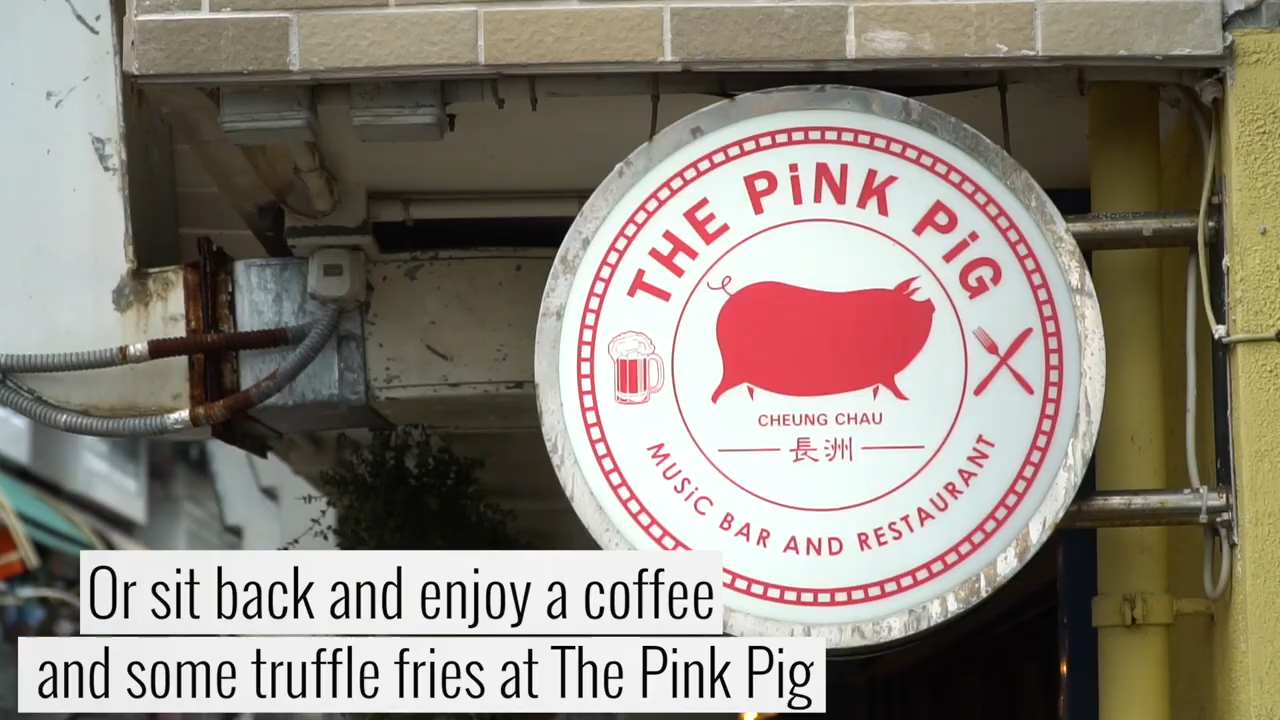 THE PiNK PiG
CHEUNG CHAU
長洲
MUSiC BAR AND RESTAURANT
Or sit back and enjoy a coffee
and some truffle fries at The Pink Pig